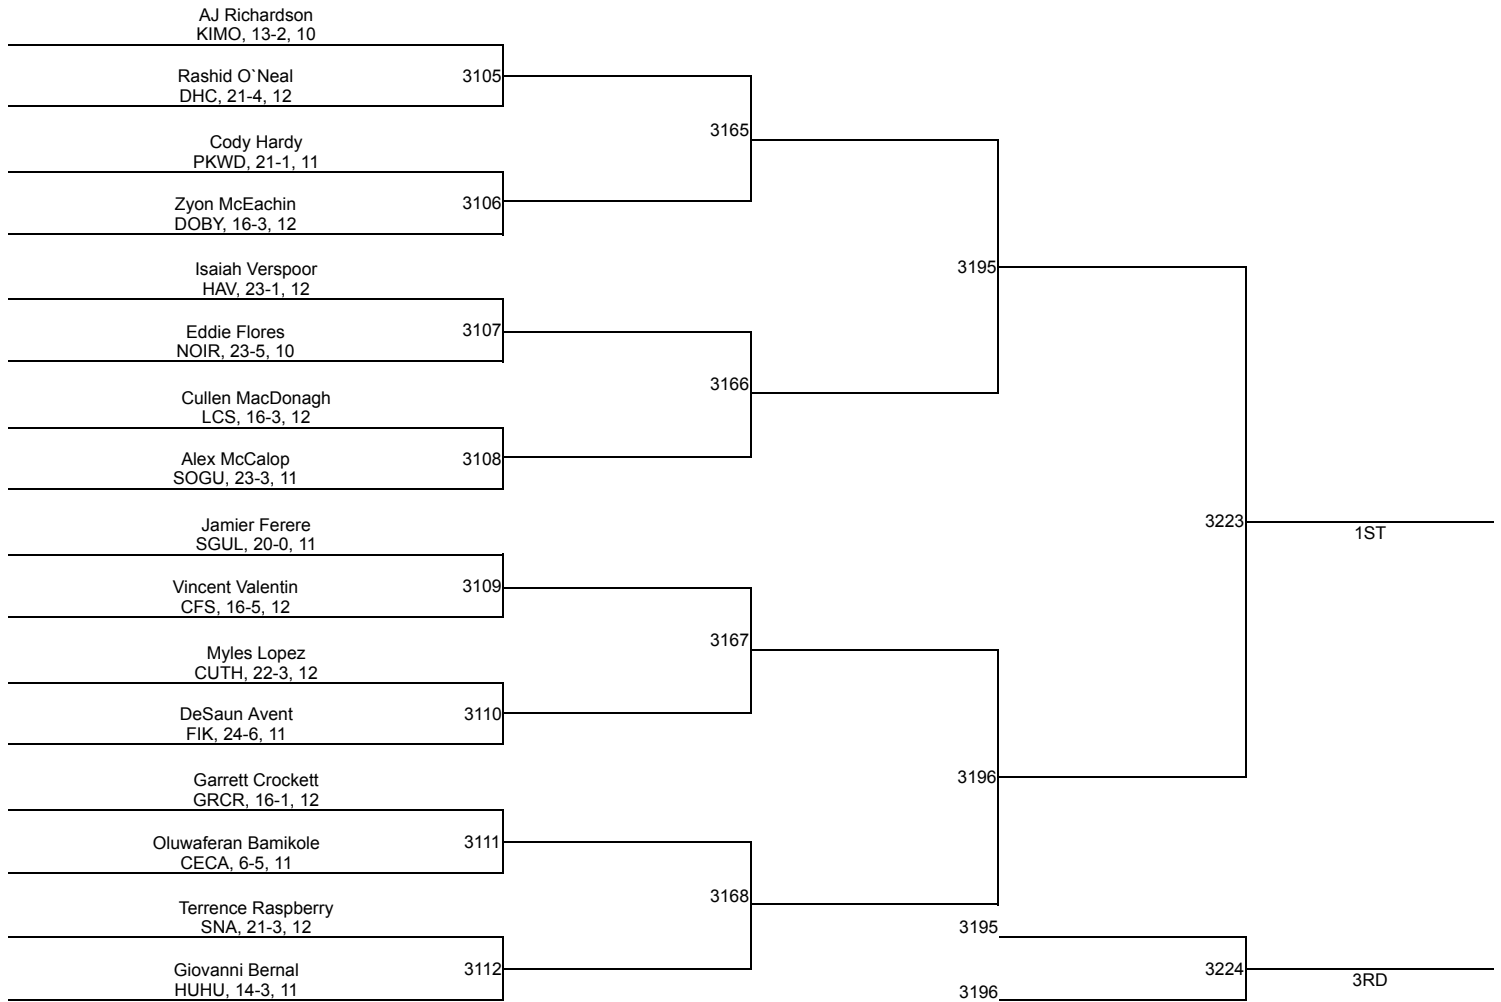 AJ Richardson
KIMO, 13-2, 10
Rashid O`Neal
DHC, 21-4, 12
3105
Cody Hardy
PKWD, 21-1, 11
Zyon McEachin
DOBY, 16-3, 12
3106
3165
Isaiah Verspoor
HAV, 23-1, 12
Eddie Flores
NOIR, 23-5, 10
3107
Cullen MacDonagh
LCS, 16-3, 12
Alex McCalop
SOGU, 23-3, 11
3108
3166
3195
Jamier Ferere
SGUL, 20-0, 11
Vincent Valentin
CFS, 16-5, 12
3109
Myles Lopez
CUTH, 22-3, 12
DeSaun Avent
FIK, 24-6, 11
3110
3167
Garrett Crockett
GRCR, 16-1, 12
Oluwaferan Bamikole
CECA, 6-5, 11
3111
Terrence Raspberry
SNA, 21-3, 12
Giovanni Bernal
HUHU, 14-3, 11
3112
3168
3196
3223
1ST
3195
3196
3224
3RD